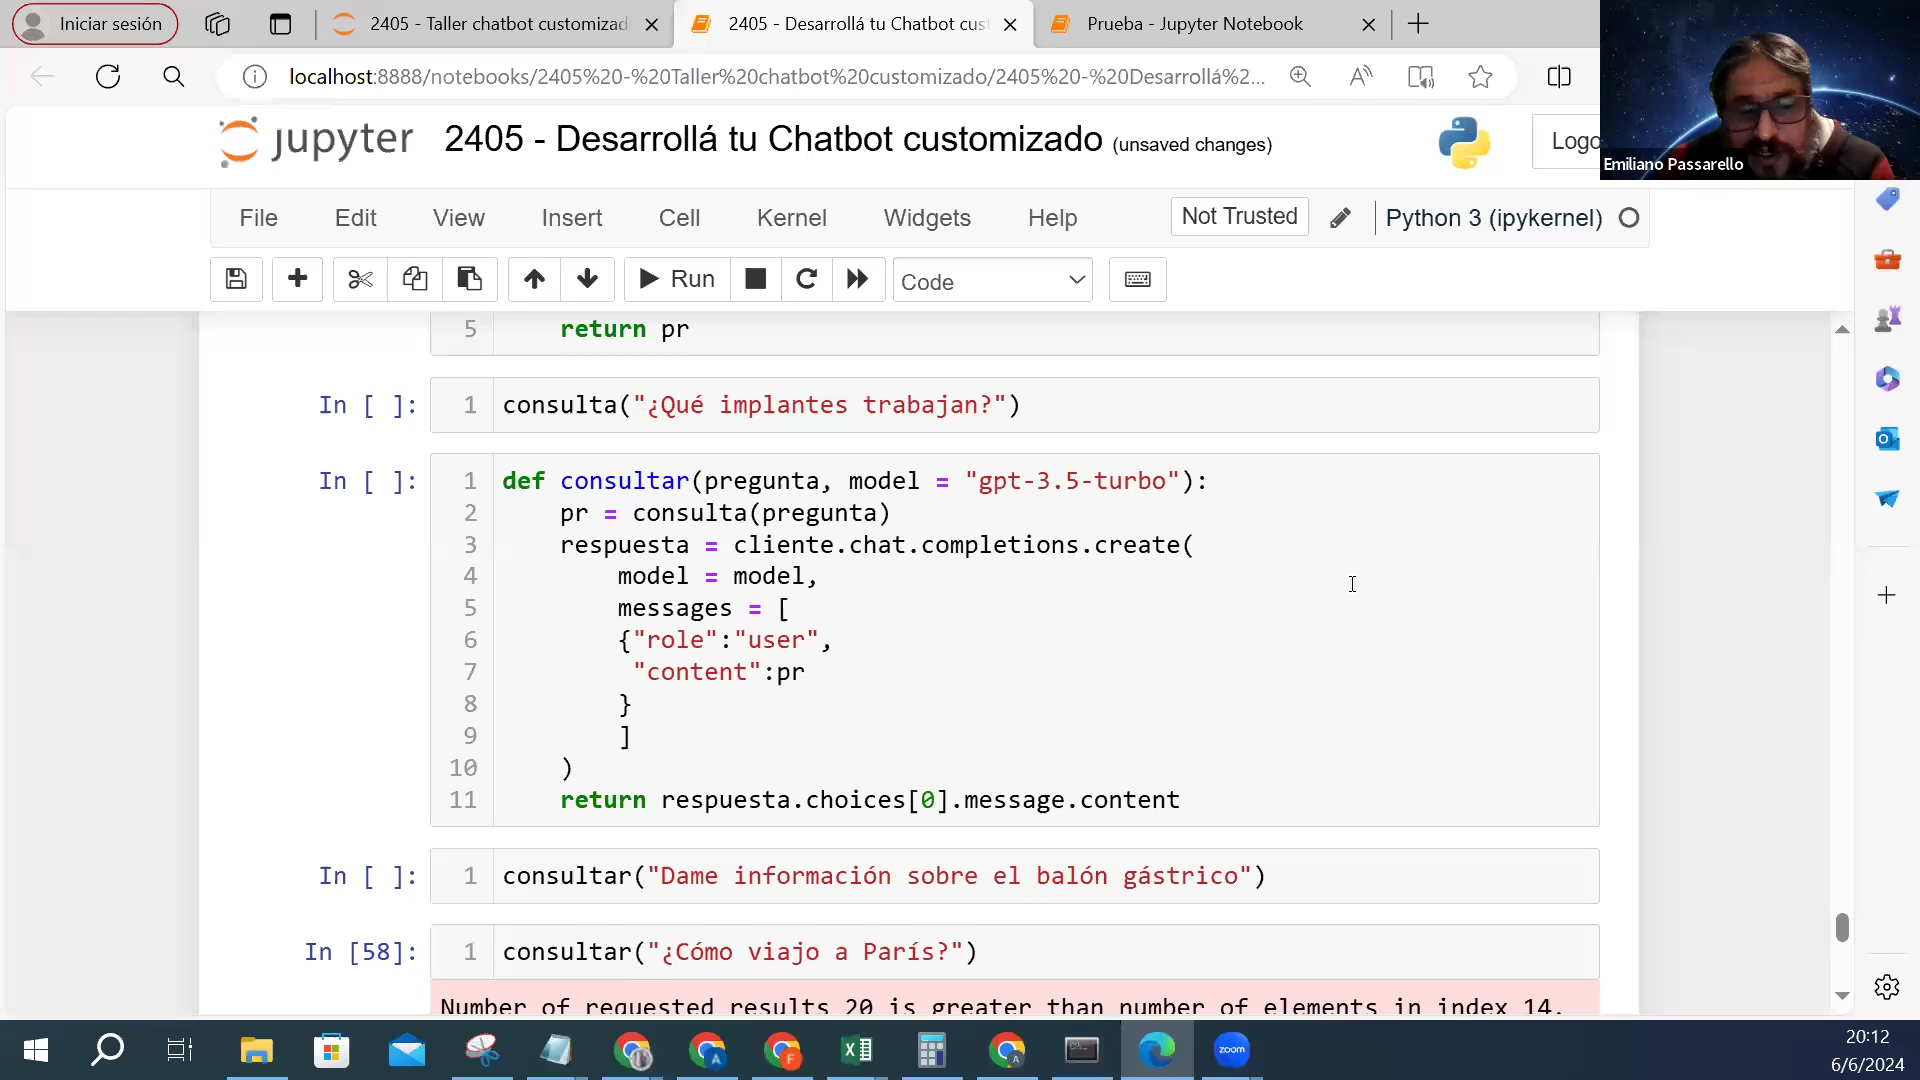 Iniciar sesión
2405 - Taller chatbot customizad
2405 - Desarrollá tu Chatbot cus
Prueba - Jupyter Notebook
localhost:8888/notebooks/2405%20-%20Taller%20chatbot%20customizado/2405%20-%20Desarrollá%2...
jupyter
2405 - Desarrollá tu Chatbot customizado (unsaved changes)
Logo
Emiliano Passarello
File Edit View Insert Cell Kernel Widgets Help
Not Trusted
Python 3 (ipykernel)
Run
Code
5 return pr
In [ ]: 1 consulta("¿Qué implantes trabajan?")
In [ ]: 1 def consultar(pregunta, model = "gpt-3.5-turbo"):
2 pr = consulta(pregunta)
3 respuesta = cliente.chat.completions.create(
4 model = model,
5 messages = [
6 {"role":"user",
7 "content":pr
8 }
9 ]
10 )
11 return respuesta.choices[0].message.content
In [ ]: 1 consultar("Dame información sobre el balón gástrico")
In [58]: 1 consultar("¿Cómo viajo a París?")
Number of requested results 20 is greater than number of elements in index 14.
zoom
20:12
6/6/2024